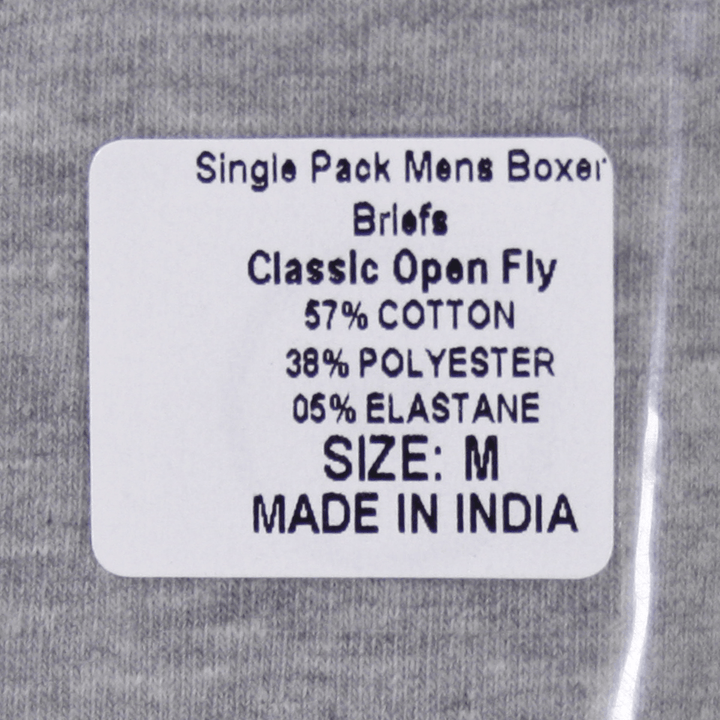 Single Pack Mens Boxer
Briefs
Classic Open Fly
57% COTTON
38% POLYESTER
05% ELASTANE
SIZE: M
MADE IN INDIA